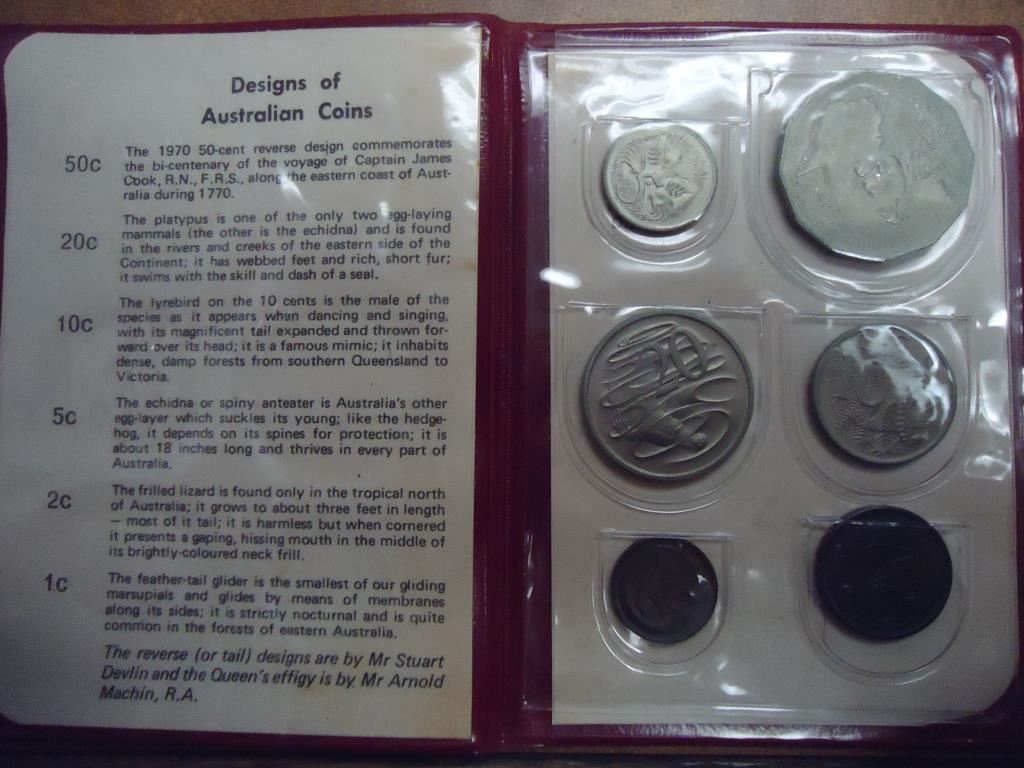 Designs of
Australian Coins
50c
The 1970 50-cent reverse design commemorates
the bi-centenary of the voyage of Captain James
Cook, R.N., F.R.S., along the eastern coast of Aust-
ralia during 1770.
20c
The platypus is one of the only two egg-laying
mammals (the other is the echidna) and is found
in the rivers and creeks of the eastern side of the
Continent; it has webbed feet and rich, short fur;
it swims with the skill and dash of a seal.
10c
The lyrebird on the 10 cents is the male of the
species as it appears when dancing and singing,
with its magnificent tail expanded and thrown for-
ward over its head; it is a famous mimic; it inhabits
dense, damp forests from southern Queensland to
Victoria.
5c
The echidna or spiny anteater is Australia's other
egg-layer which suckles its young; like the hedge-
hog, it depends on its spines for protection; it is
about 18 inches long and thrives in every part of
Australia.
2c
The frilled lizard is found only in the tropical north
of Australia; it grows to about three feet in length
— most of it tail; it is harmless but when cornered
it presents a gaping, hissing mouth in the middle of
its brightly-coloured neck frill.
1c
The feather-tail glider is the smallest of our gliding
marsupials and glides by means of membranes
along its sides; it is strictly nocturnal and is quite
common in the forests of eastern Australia.
The reverse (or tail) designs are by Mr Stuart
Devlin and the Queen's effigy is by Mr Arnold
Machin, R.A.
20